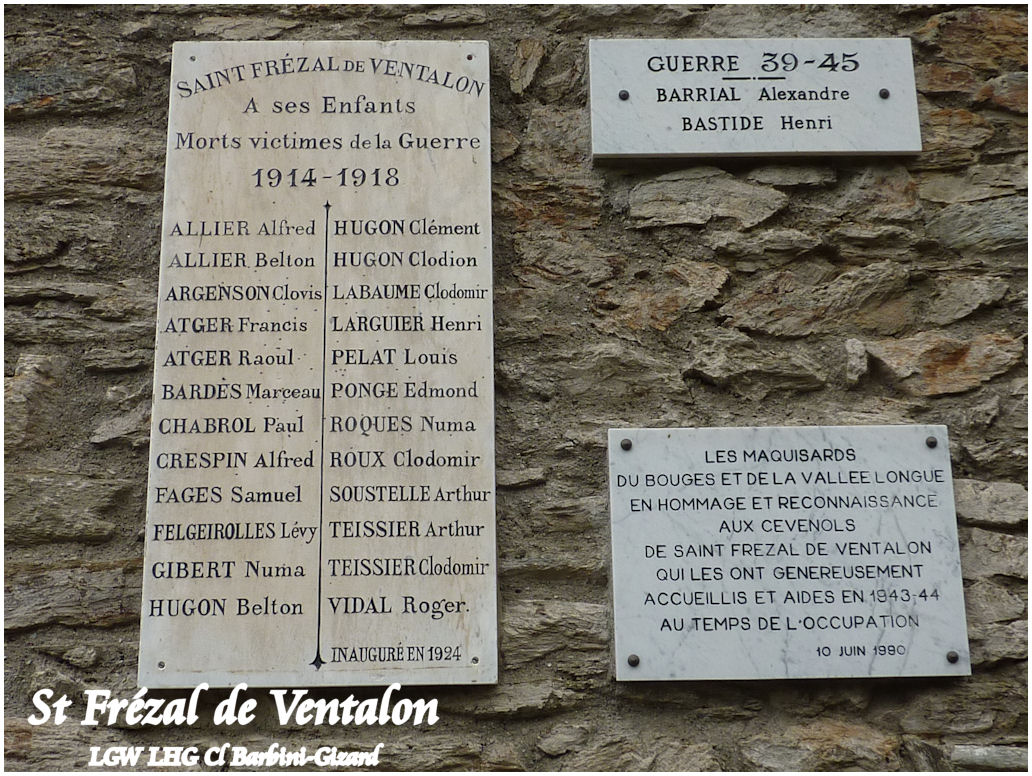 SAINT FRÉZAL DE VENTALON
A ses Enfants
Morts victimes de la Guerre
1914-1918
ALLIER Alfred
ALLIER Belton
ARGENSON Clovis
ATGER Francis
ATGER Raoul
BARDÈS Marceau
CHABROL Paul
CRESPIN Alfred
FAGES Samuel
FELGEIROLLES Lévy
GIBERT Numa
HUGON Belton
HUGON Clément
HUGON Clodion
LABAUME Clodomir
LARGUIER Henri
PELAT Louis
PONGE Edmond
ROQUES Numa
ROUX Clodomir
SOUSTELLE Arthur
TEISSIER Arthur
TEISSIER Clodomir
VIDAL Roger.
INAUGURÉ EN 1924
GUERRE 39-45
BARRIAL Alexandre
BASTIDE Henri
LES MAQUISARDS
DU BOUGES ET DE LA VALLEE LONGUE
EN HOMMAGE ET RECONNAISSANCE
AUX CEVENOLS
DE SAINT FREZAL DE VENTALON
QUI LES ONT GENEREUSEMENT
ACCUEILLIS ET AIDES EN 1943-44
AU TEMPS DE L'OCCUPATION
10 JUIN 1990
St Frézal de Ventalon
LGW LHG Cl Barbini-Gizard